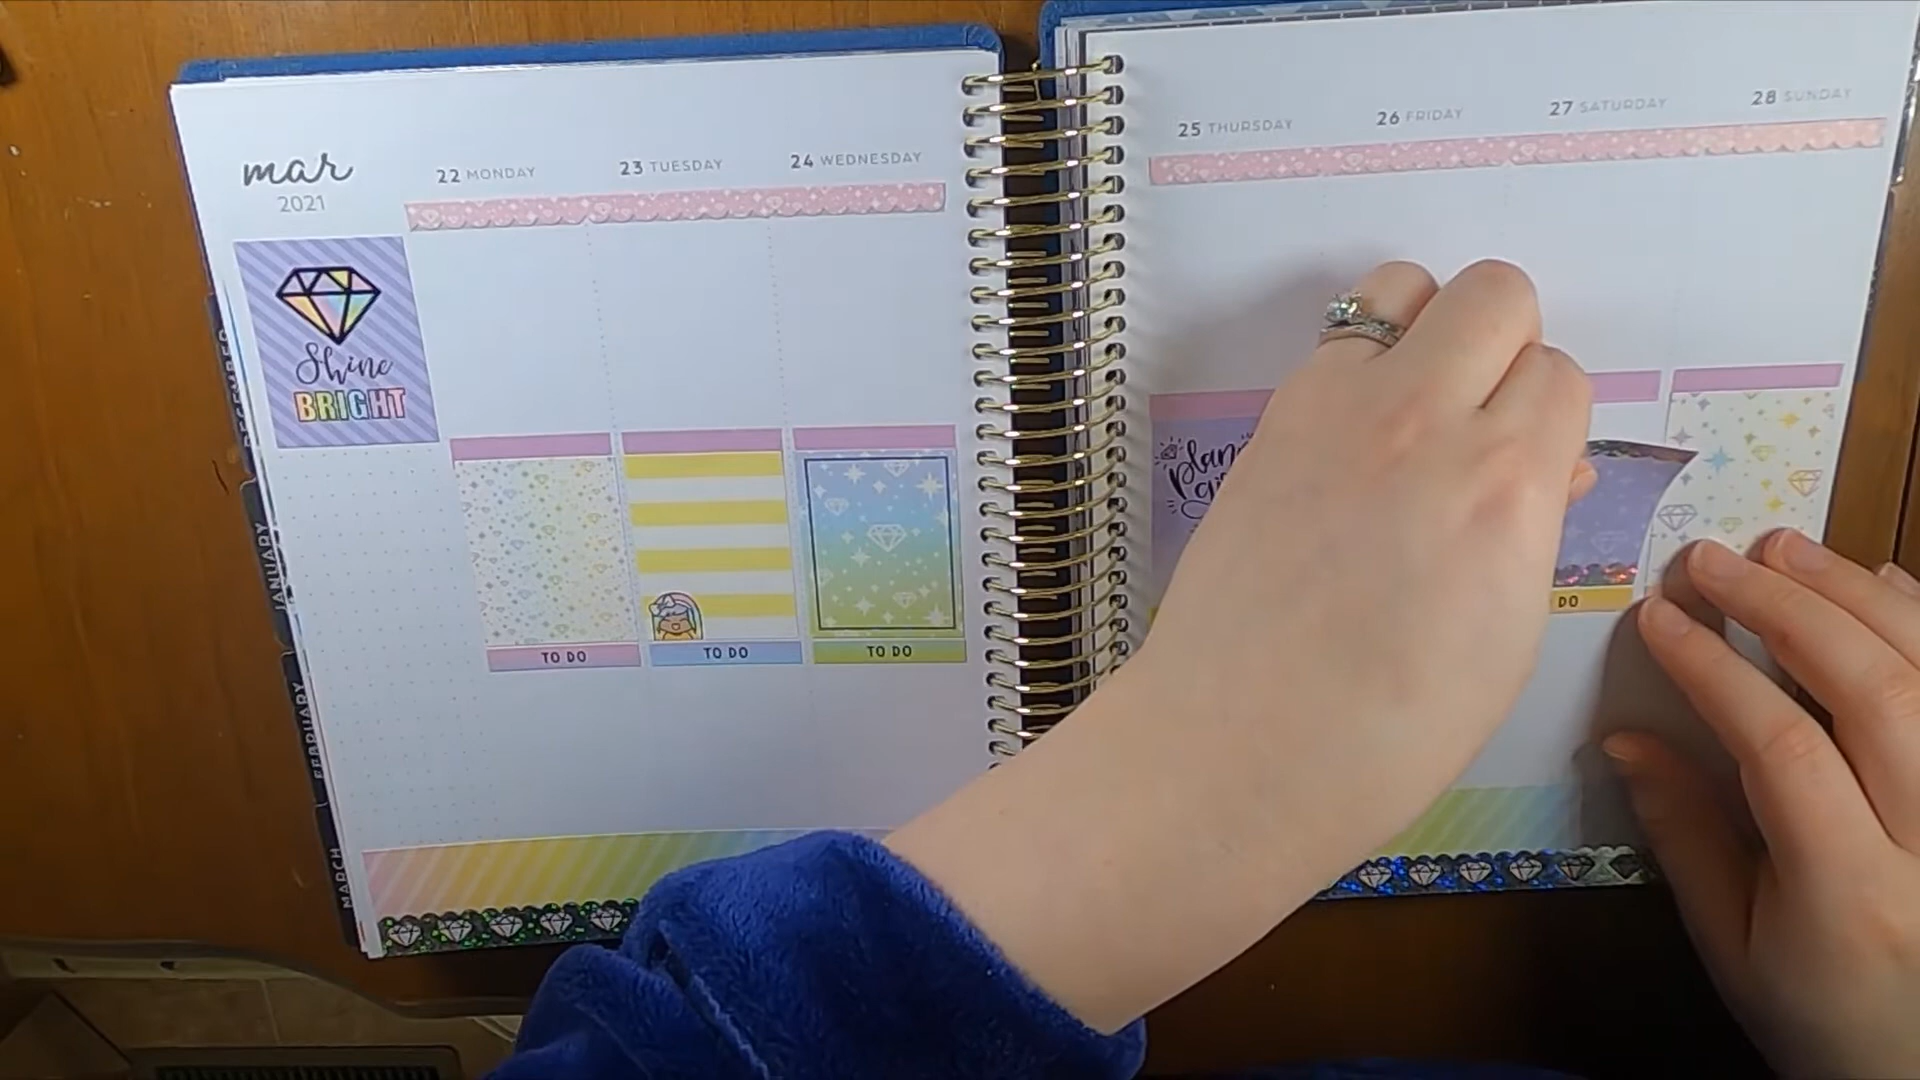 mar
2021
22 MONDAY
23 TUESDAY
24 WEDNESDAY
25 THURSDAY
26 FRIDAY
27 SATURDAY
28 SUNDAY
Shine
BRIGHT
TO DO
TO DO
TO DO
DO
DECEMBER
JANUARY
FEBRUARY
MARCH